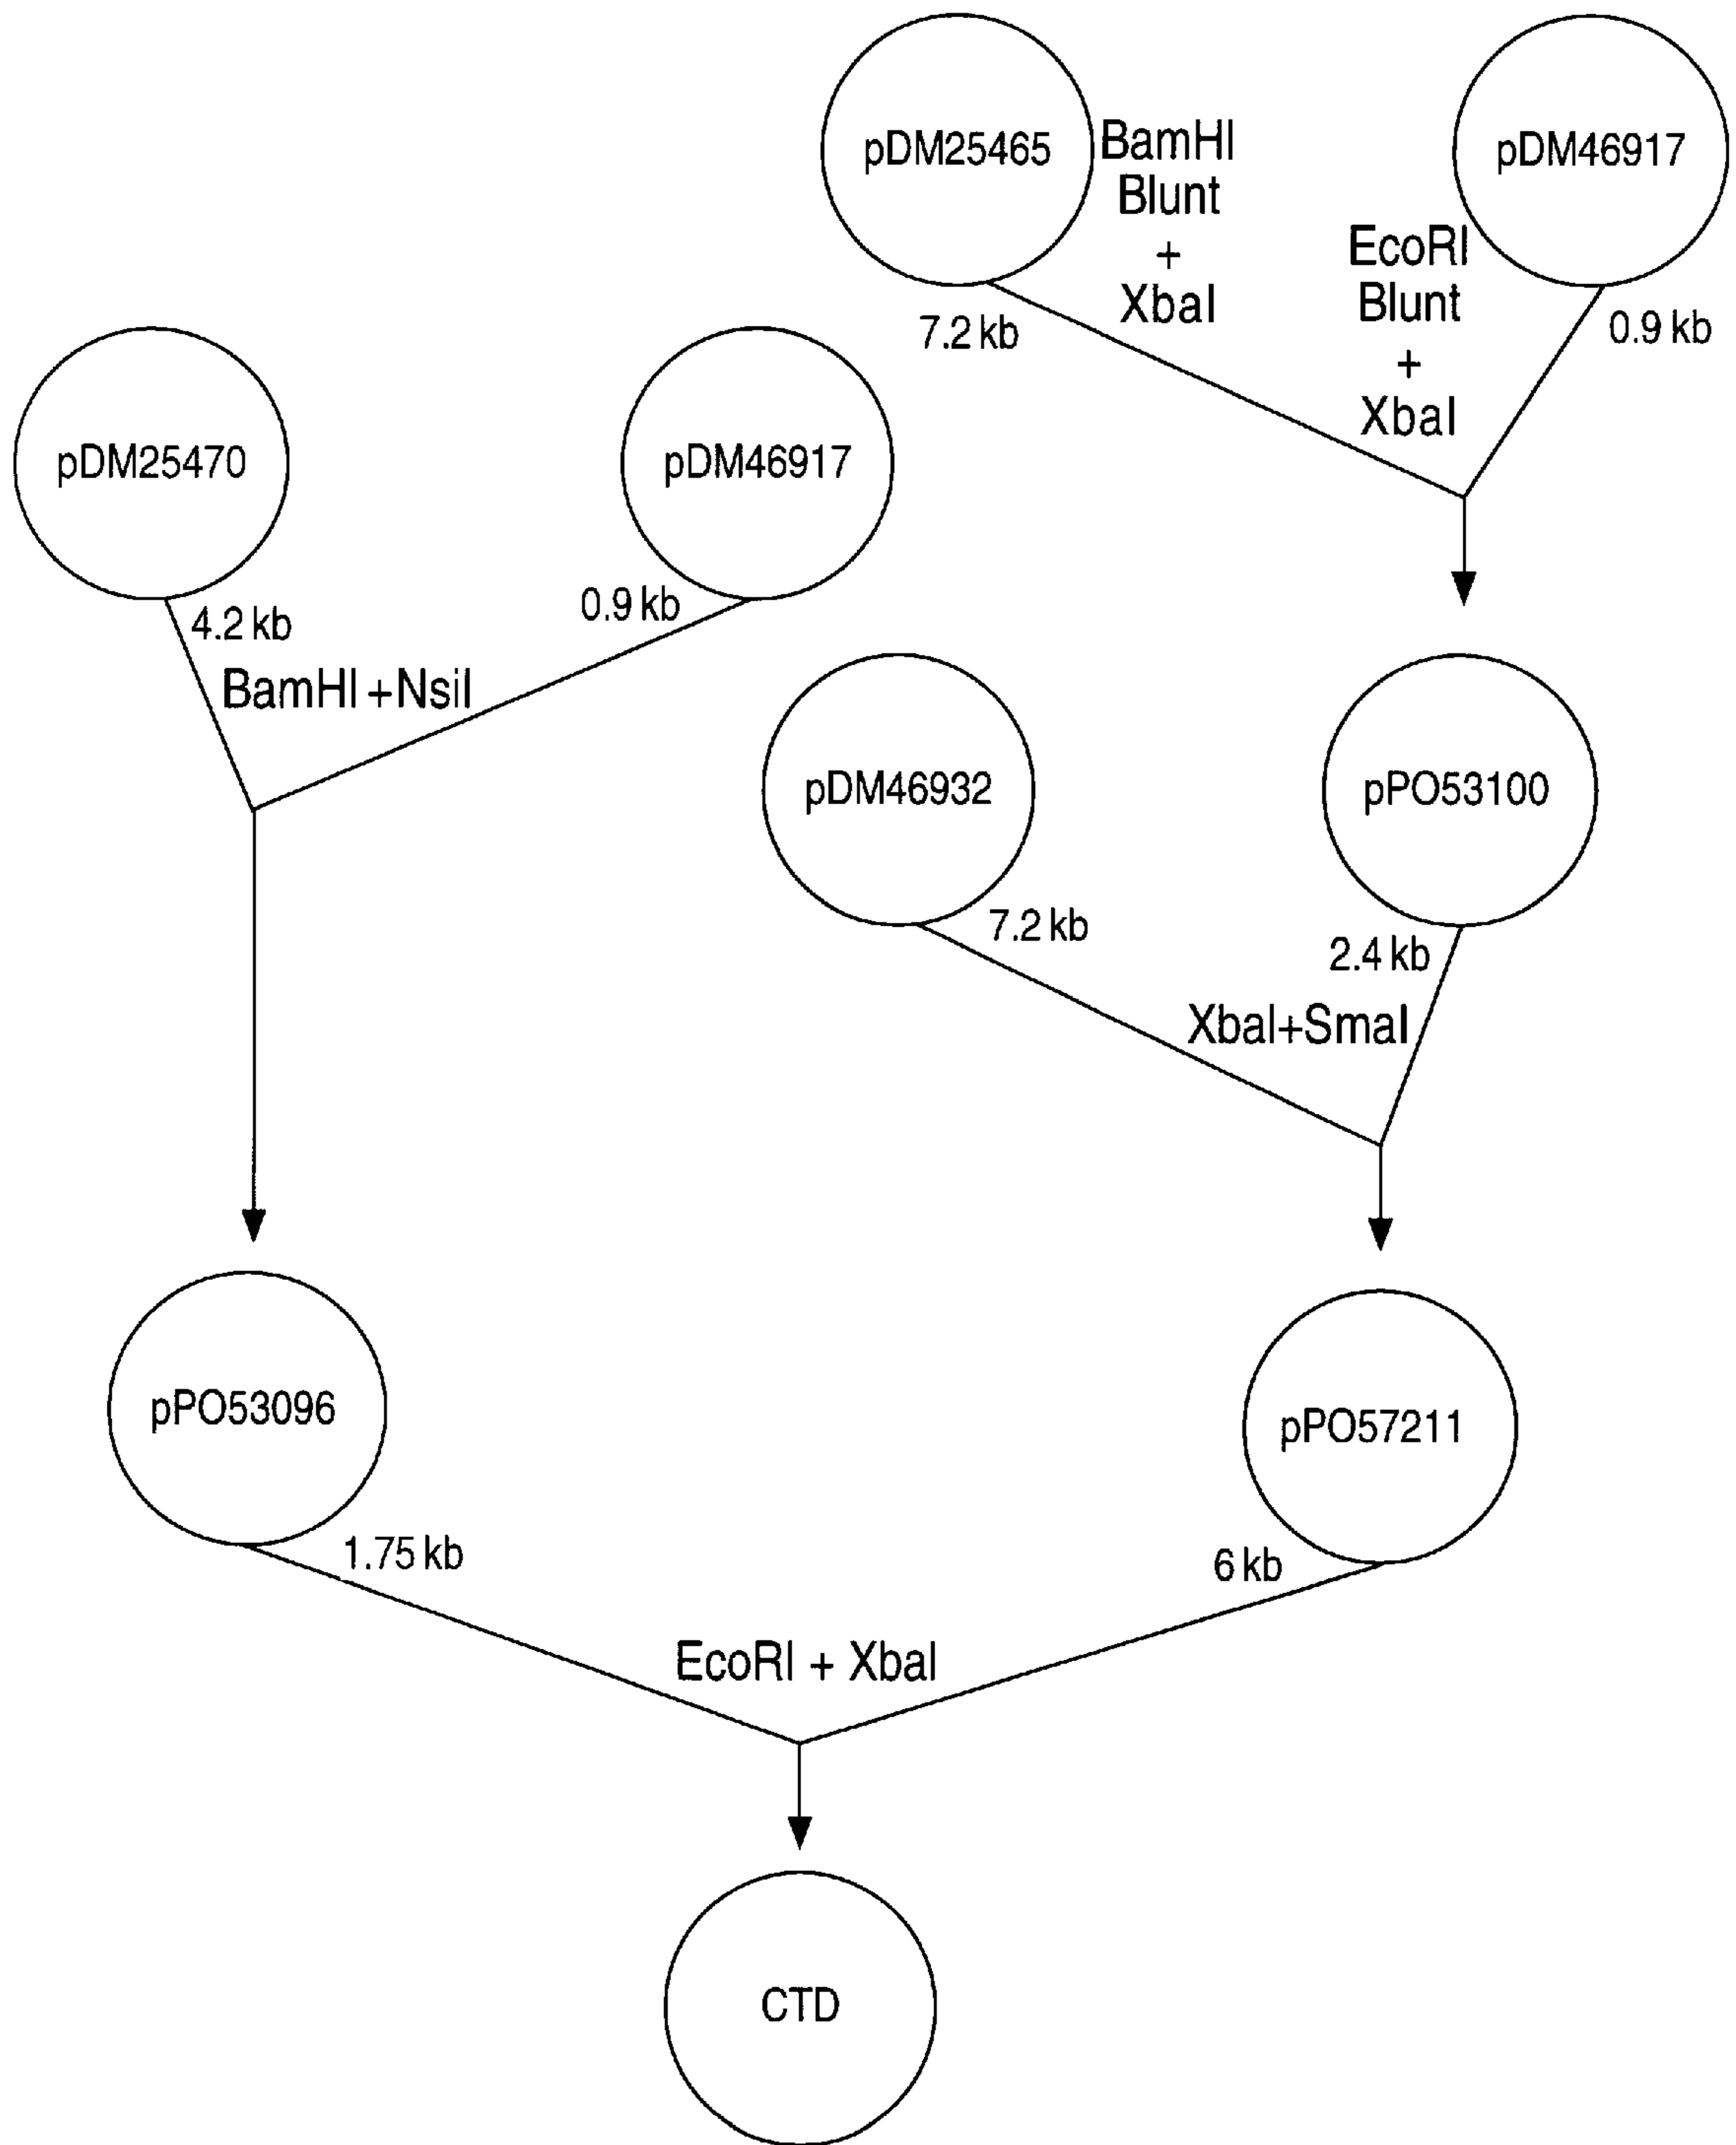 pDM25465
BamHI
Blunt
+
XbaI
pDM46917
EcoRI
Blunt
+
XbaI
7.2 kb
0.9 kb
pDM25470
pDM46917
4.2 kb
0.9 kb
BamHI +NsiI
pDM46932
pPO53100
7.2 kb
2.4 kb
XbaI+SmaI
pPO53096
pPO57211
1.75 kb
6 kb
EcoRI + XbaI
CTD